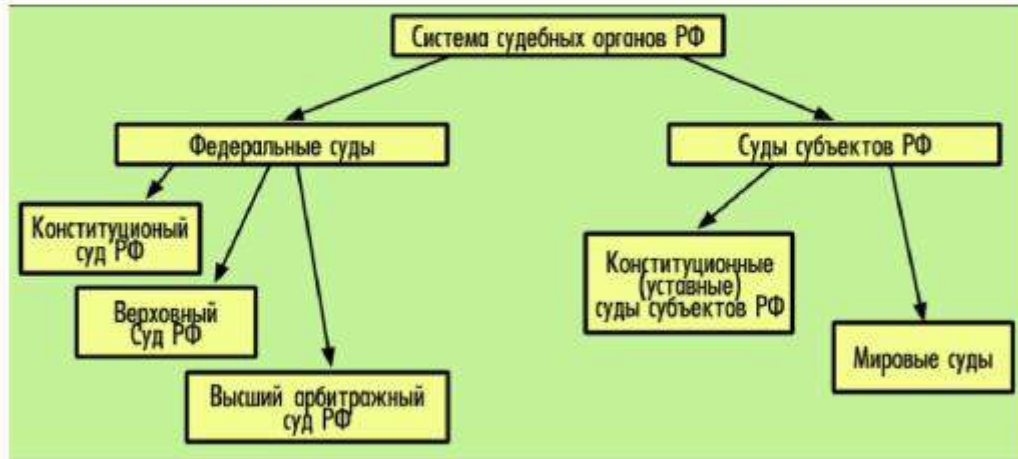 Система судебных органов РФ
Федеральные суды
Суды субъектов РФ
Конституционый
суд РФ
Верховный
Суд РФ
Высший арбитражный
суд РФ
Конституционные
(уставные)
суды субъектов РФ
Мировые суды